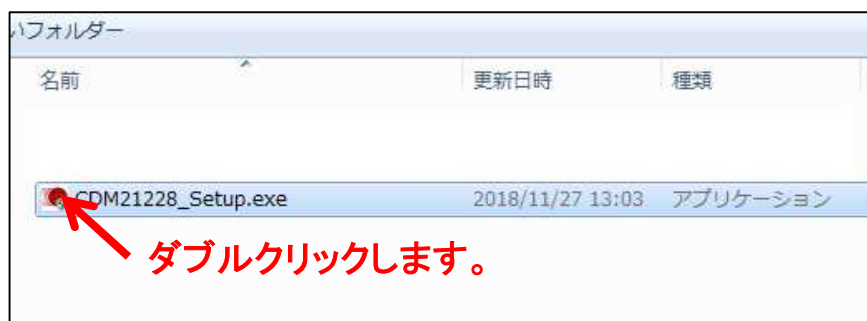 いフォルダー
名前 更新日時 種類
CDM21228_Setup.exe 2018/11/27 13:03 アプリケーション
ダブルクリックします。